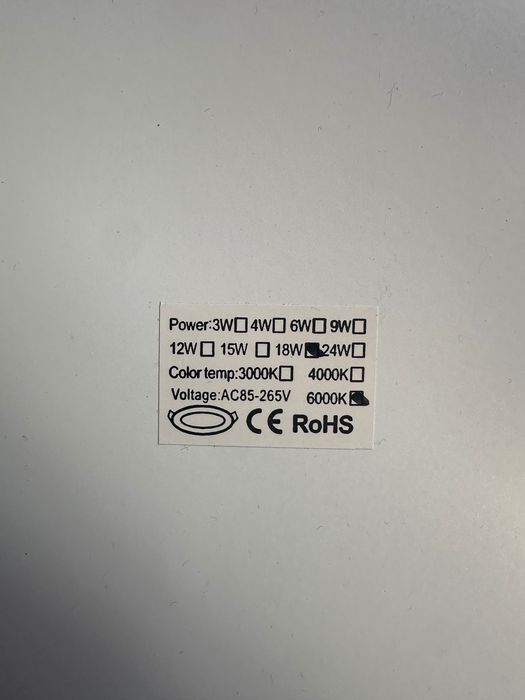 Power:3W☐ 4W☐ 6W☐ 9W☐
12W☐ 15W ☐ 18W■ 24W☐
Color temp:3000K☐ 4000K☐
Voltage:AC85-265V 6000K■
CE RoHS